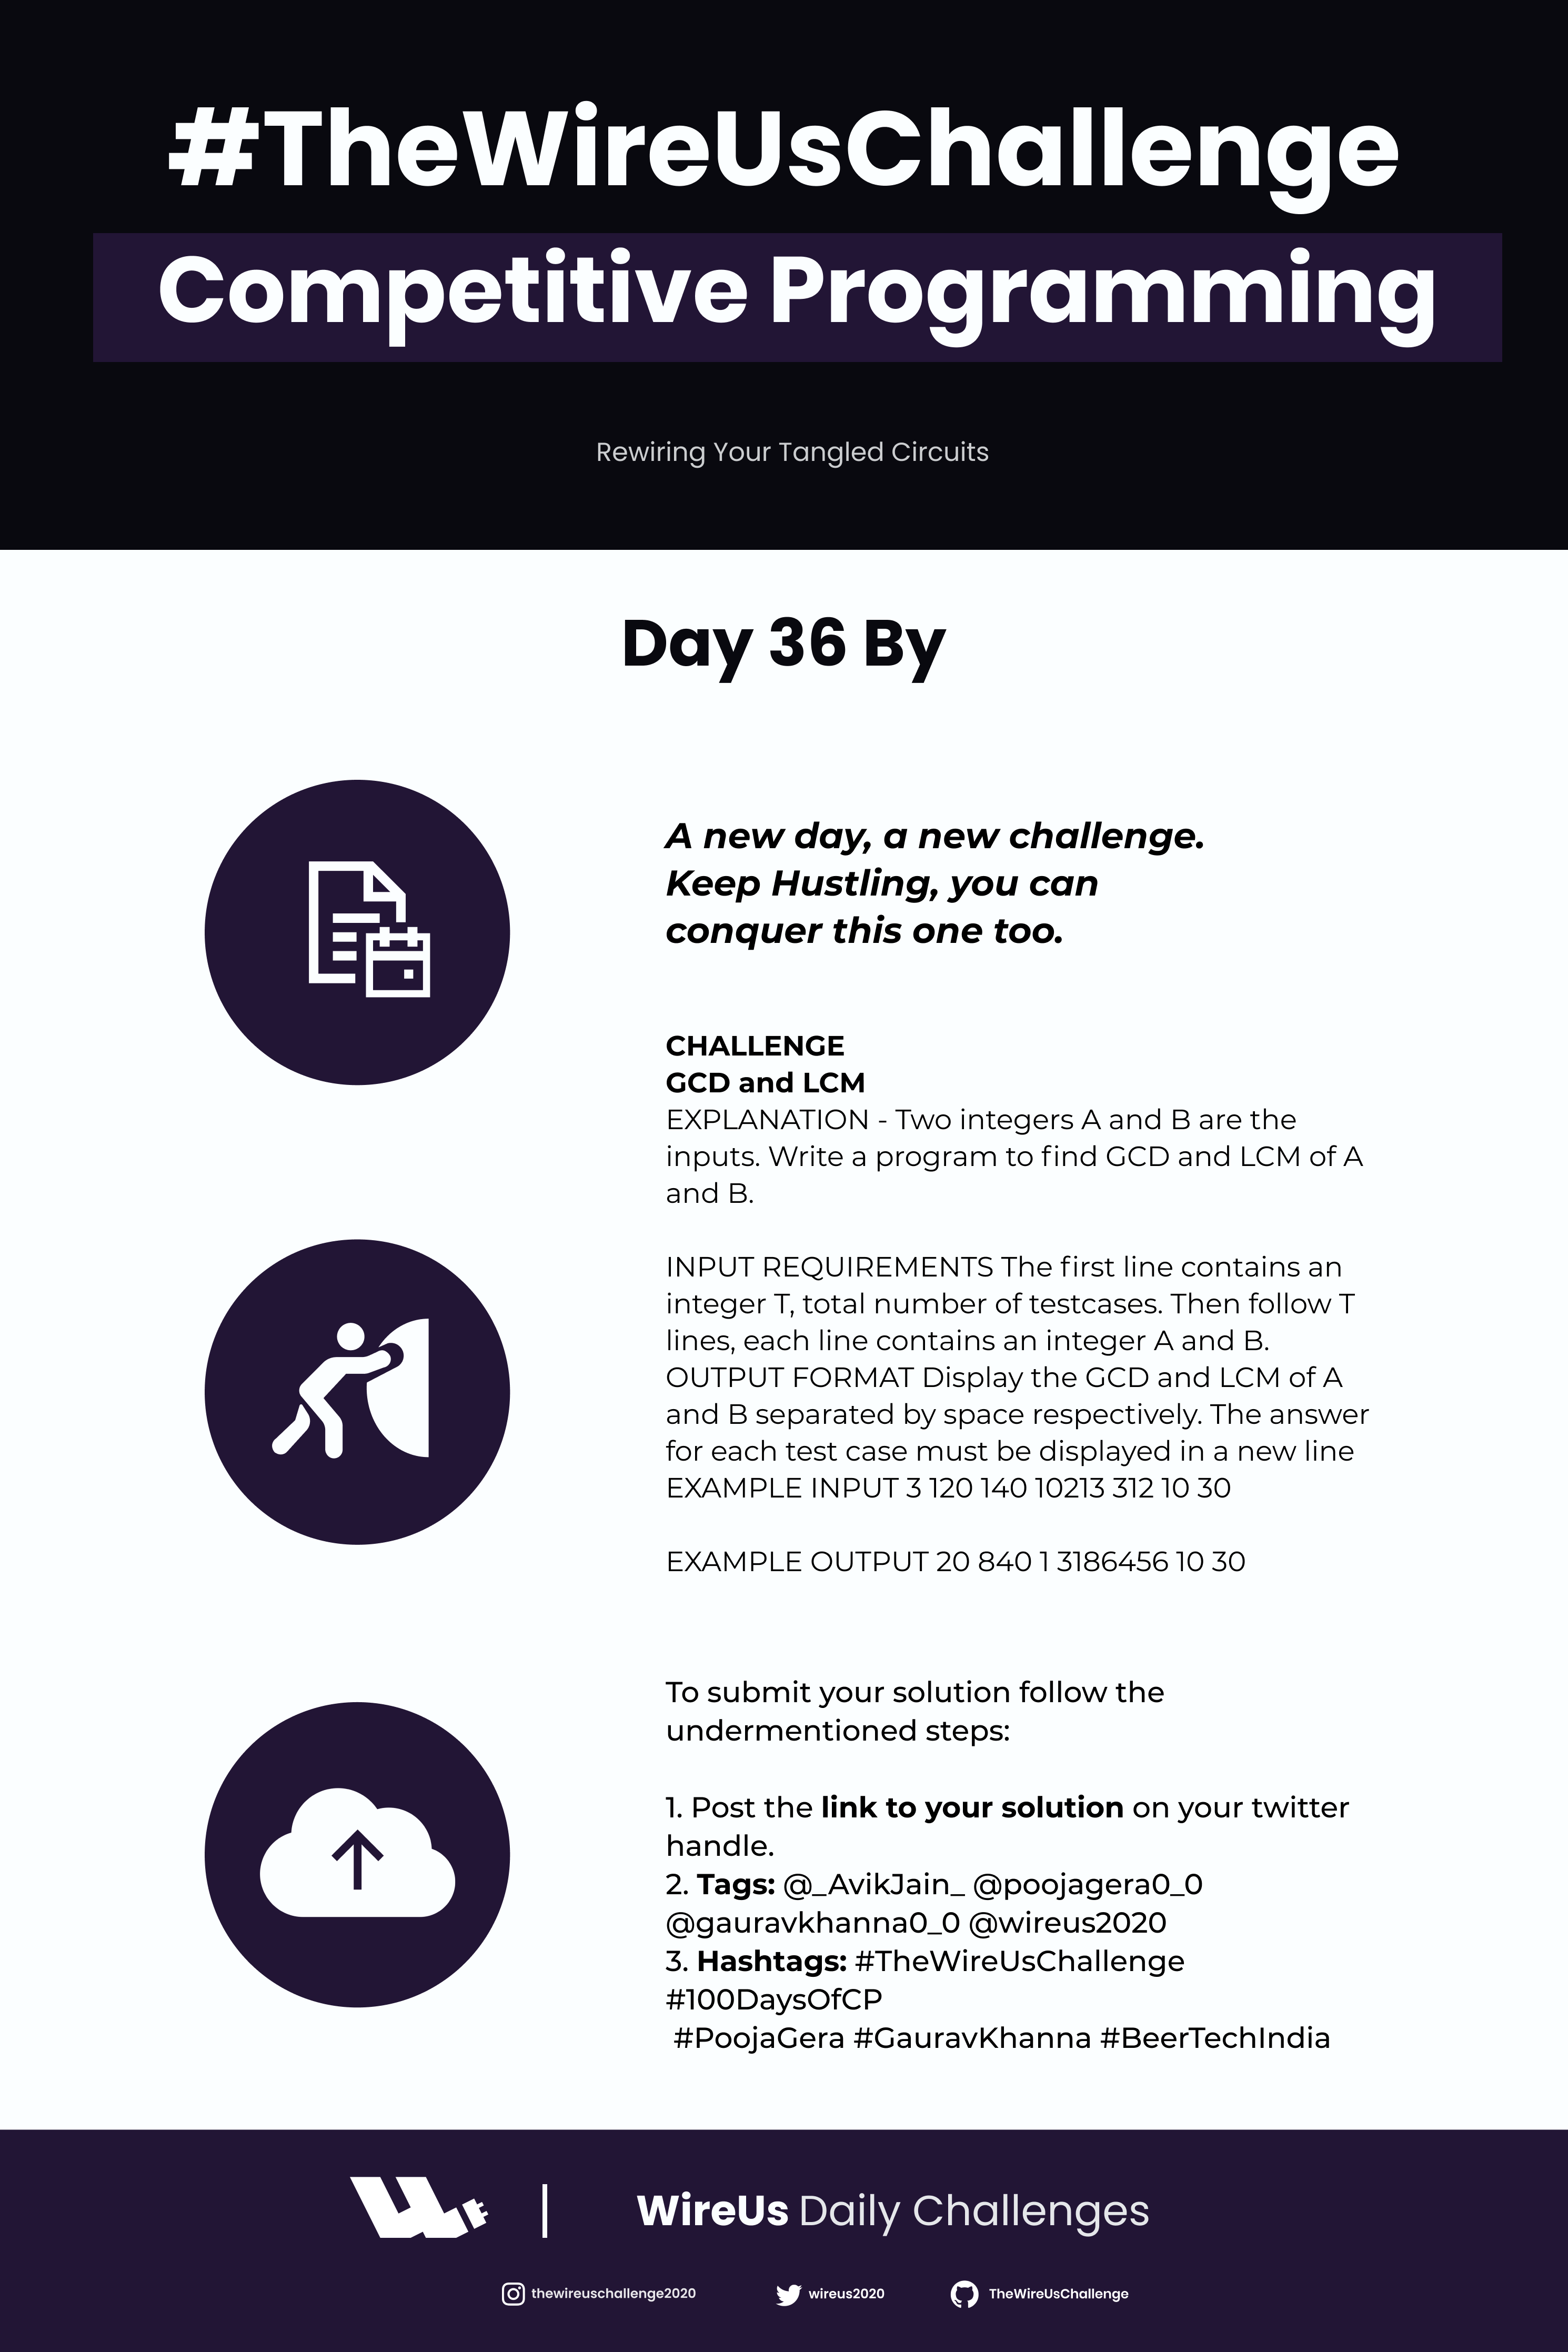 #TheWireUsChallenge
Competitive Programming
Rewiring Your Tangled Circuits
Day 36 By
A new day, a new challenge.
Keep Hustling, you can
conquer this one too.
CHALLENGE
GCD and LCM
EXPLANATION - Two integers A and B are the
inputs. Write a program to find GCD and LCM of A
and B.
INPUT REQUIREMENTS The first line contains an
integer T, total number of testcases. Then follow T
lines, each line contains an integer A and B.
OUTPUT FORMAT Display the GCD and LCM of A
and B separated by space respectively. The answer
for each test case must be displayed in a new line
EXAMPLE INPUT 3 120 140 10213 312 10 30
EXAMPLE OUTPUT 20 840 1 3186456 10 30
To submit your solution follow the
undermentioned steps:
1. Post the link to your solution on your twitter
handle.
2. Tags: @_AvikJain_ @poojagera0_0
@gauravkhanna0_0 @wireus2020
3. Hashtags: #TheWireUsChallenge
#100DaysOfCP
#PoojaGera #GauravKhanna #BeerTechIndia
WireUs Daily Challenges
thewireuschallenge2020 wireus2020 TheWireUsChallenge